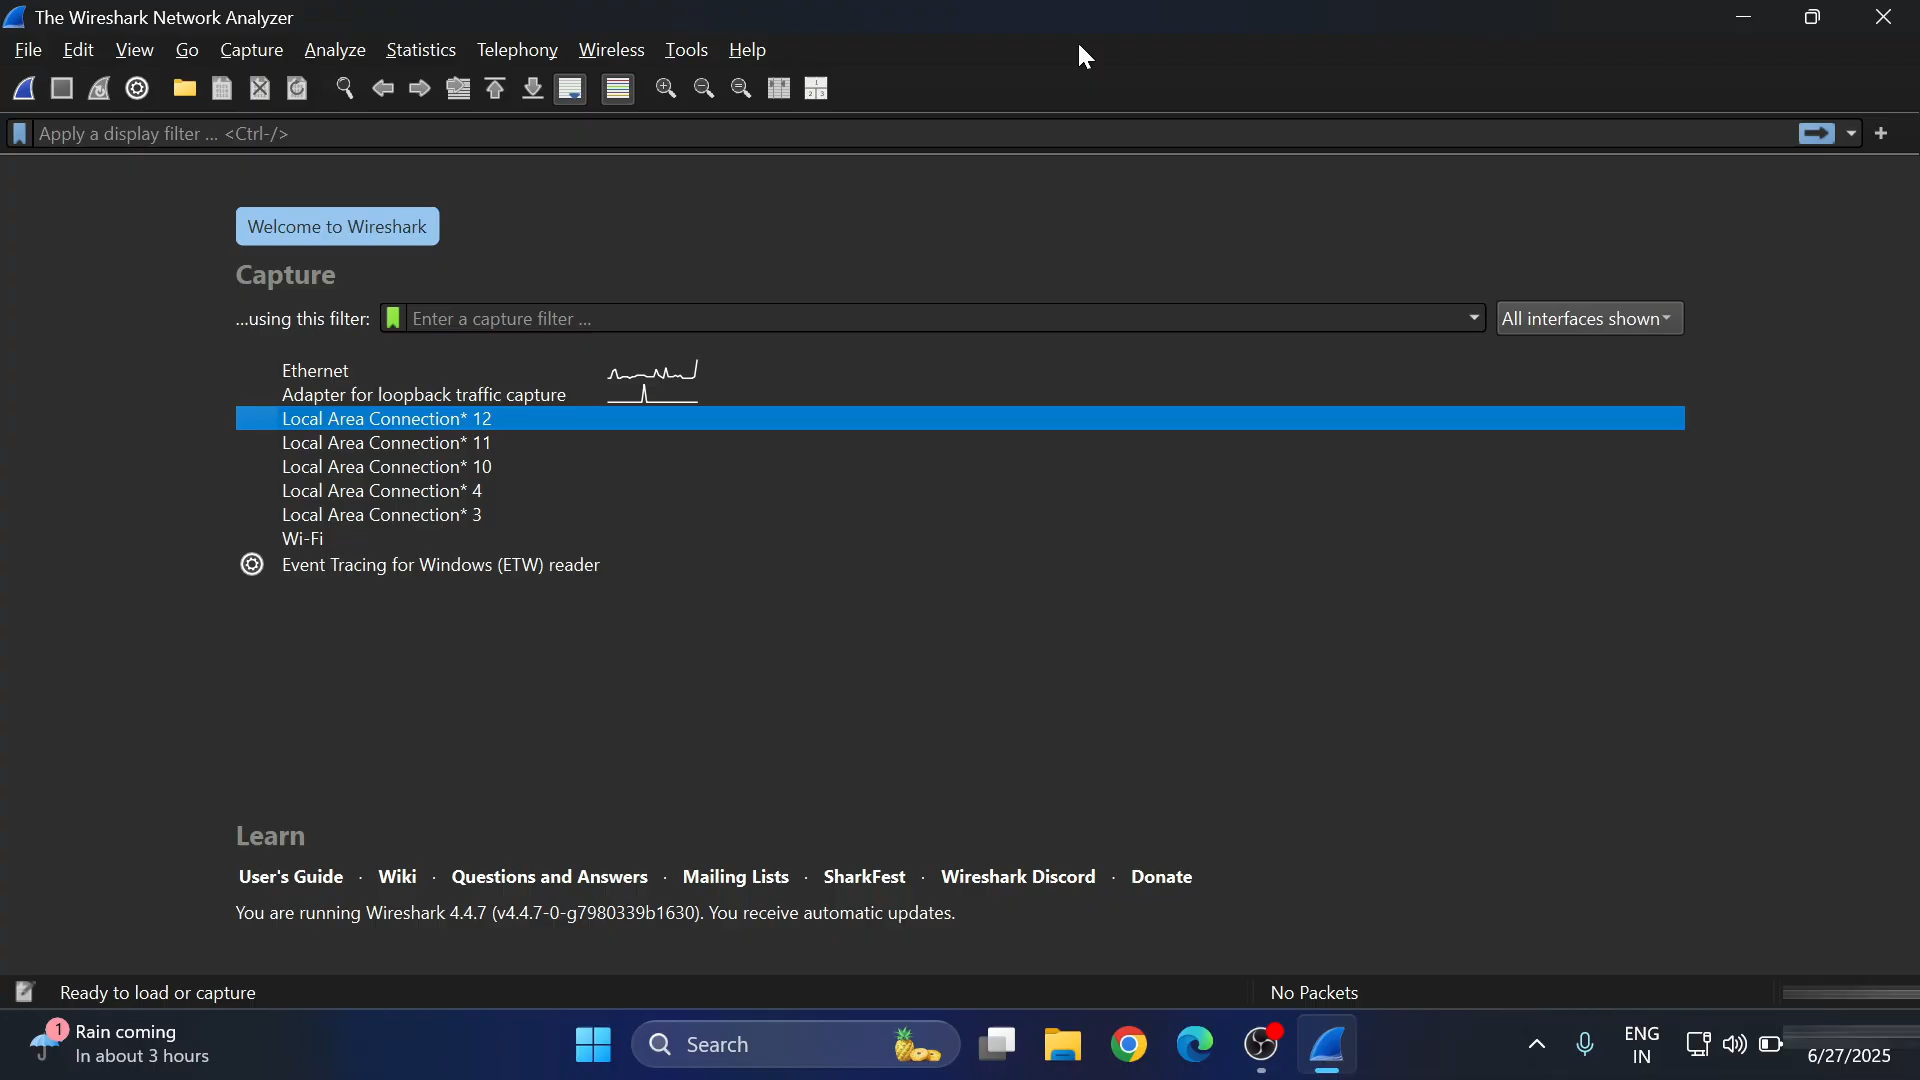 The Wireshark Network Analyzer
File Edit View Go Capture Analyze Statistics Telephony Wireless Tools Help
Apply a display filter ... <Ctrl-/>
Welcome to Wireshark
Capture
...using this filter: Enter a capture filter ... All interfaces shown
Ethernet
Adapter for loopback traffic capture
Local Area Connection* 12
Local Area Connection* 11
Local Area Connection* 10
Local Area Connection* 4
Local Area Connection* 3
Wi-Fi
Event Tracing for Windows (ETW) reader
Learn
User's Guide · Wiki · Questions and Answers · Mailing Lists · SharkFest · Wireshark Discord · Donate
You are running Wireshark 4.4.7 (v4.4.7-0-g7980339b1630). You receive automatic updates.
Ready to load or capture No Packets
1 Rain coming
In about 3 hours
Search
ENG
IN
6/27/2025